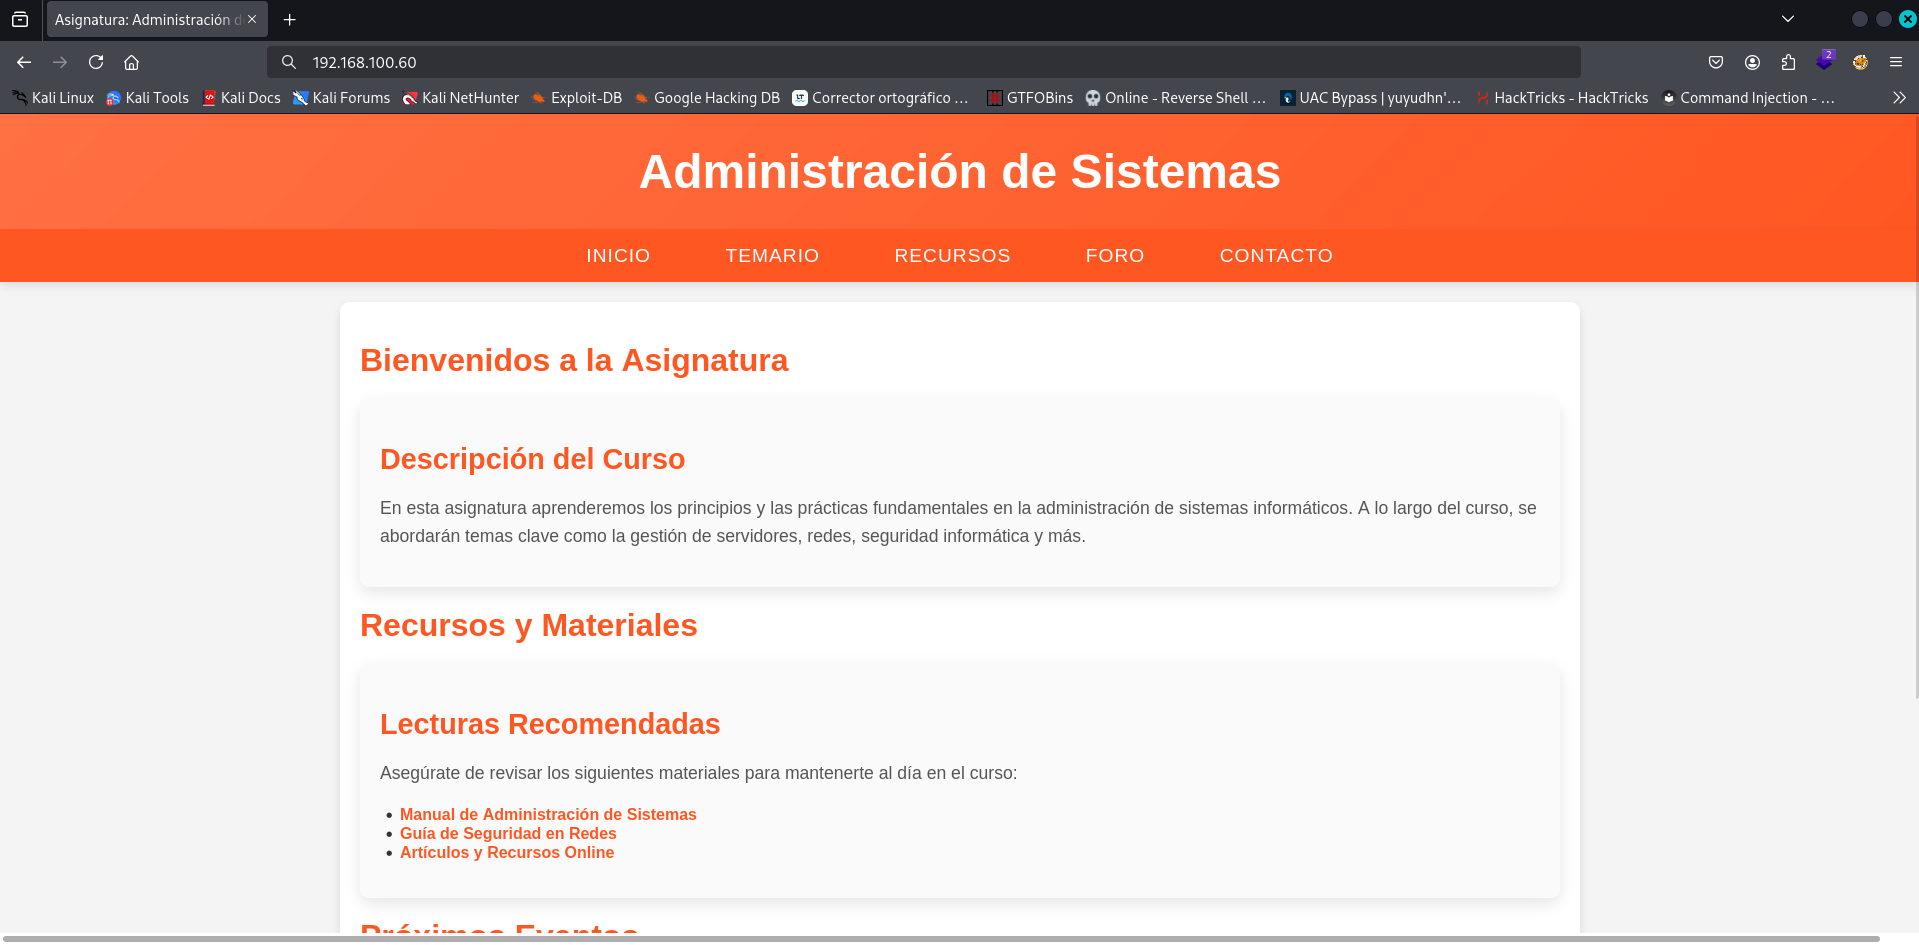 Asignatura: Administración d
192.168.100.60
2
Kali Linux Kali Tools Kali Docs Kali Forums Kali NetHunter Exploit-DB Google Hacking DB Corrector ortográfico … GTFOBins Online - Reverse Shell … UAC Bypass | yuyudhn'… HackTricks - HackTricks Command Injection - …
Administración de Sistemas
INICIO TEMARIO RECURSOS FORO CONTACTO
Bienvenidos a la Asignatura
Descripción del Curso
En esta asignatura aprenderemos los principios y las prácticas fundamentales en la administración de sistemas informáticos. A lo largo del curso, se
abordarán temas clave como la gestión de servidores, redes, seguridad informática y más.
Recursos y Materiales
Lecturas Recomendadas
Asegúrate de revisar los siguientes materiales para mantenerte al día en el curso:
Manual de Administración de Sistemas
Guía de Seguridad en Redes
Artículos y Recursos Online
Próximos Eventos